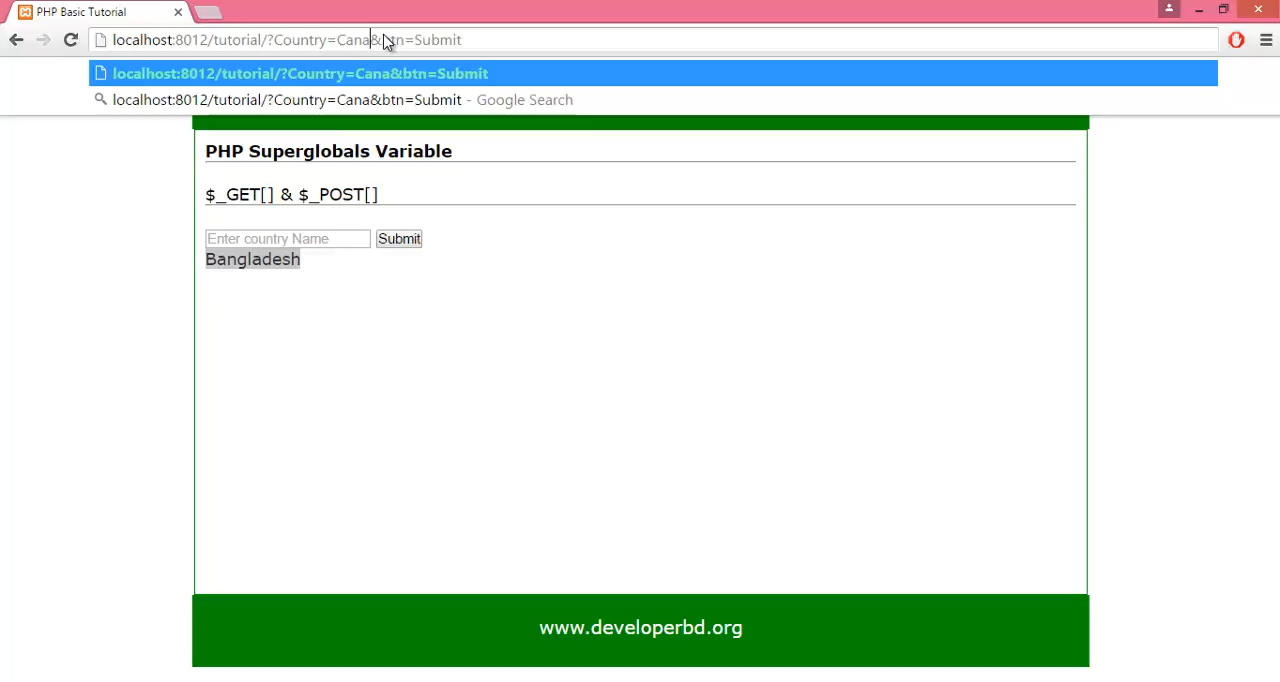 PHP Basic Tutorial
localhost:8012/tutorial/?Country=Cana&btn=Submit
localhost:8012/tutorial/?Country=Cana&btn=Submit
localhost:8012/tutorial/?Country=Cana&btn=Submit - Google Search
PHP Superglobals Variable
$_GET[] & $_POST[]
Enter country Name Submit
Bangladesh
www.developerbd.org